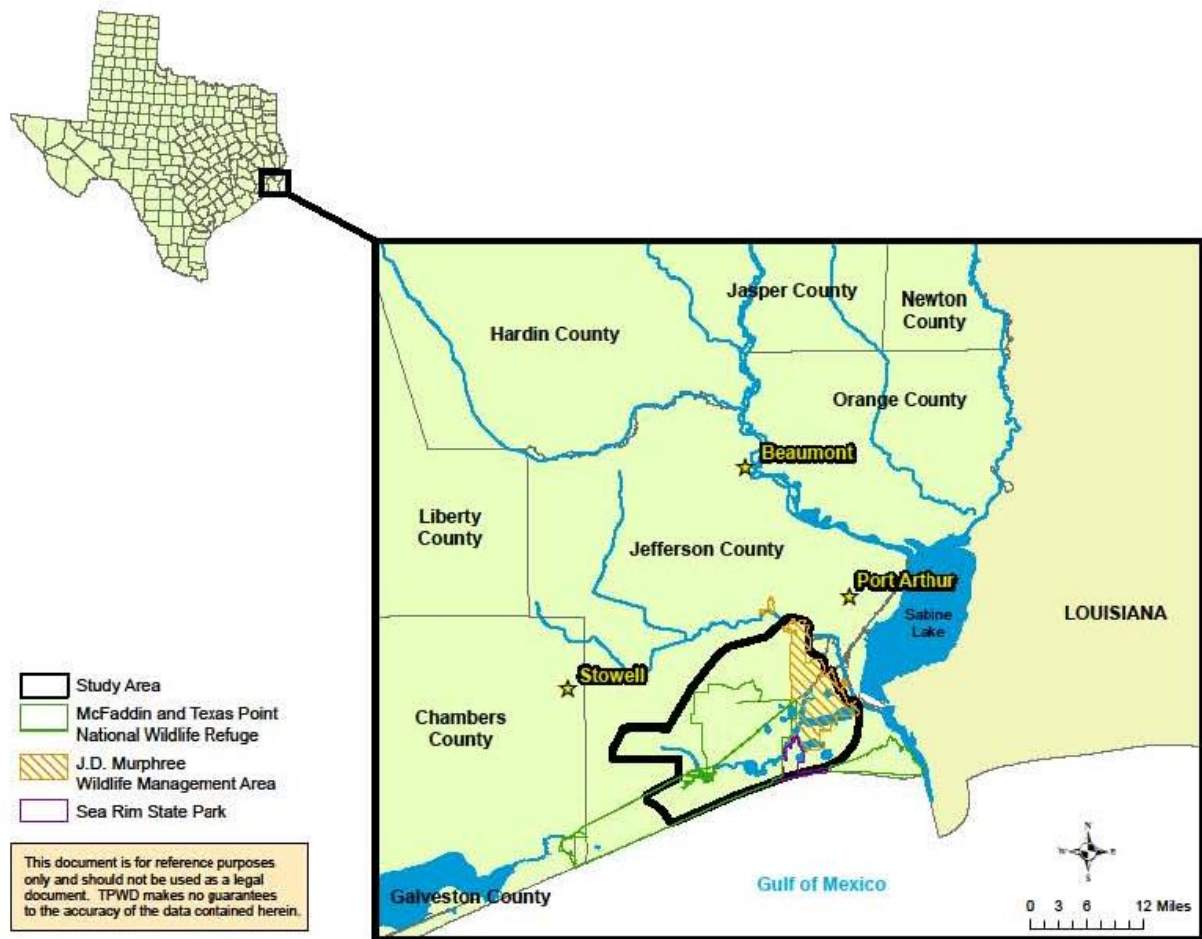 Jasper County
Newton
County
Hardin County
Orange County
Beaumont
Liberty
County
Jefferson County
Port Arthur
Sabine
Lake
LOUISIANA
Stowell
Chambers
County
Galveston County
Gulf of Mexico
N
W
E
S
0 3 6 12 Miles
Study Area
McFaddin and Texas Point
National Wildlife Refuge
J.D. Murphree
Wildlife Management Area
Sea Rim State Park
This document is for reference purposes
only and should not be used as a legal
document. TPWD makes no guarantees
to the accuracy of the data contained herein.